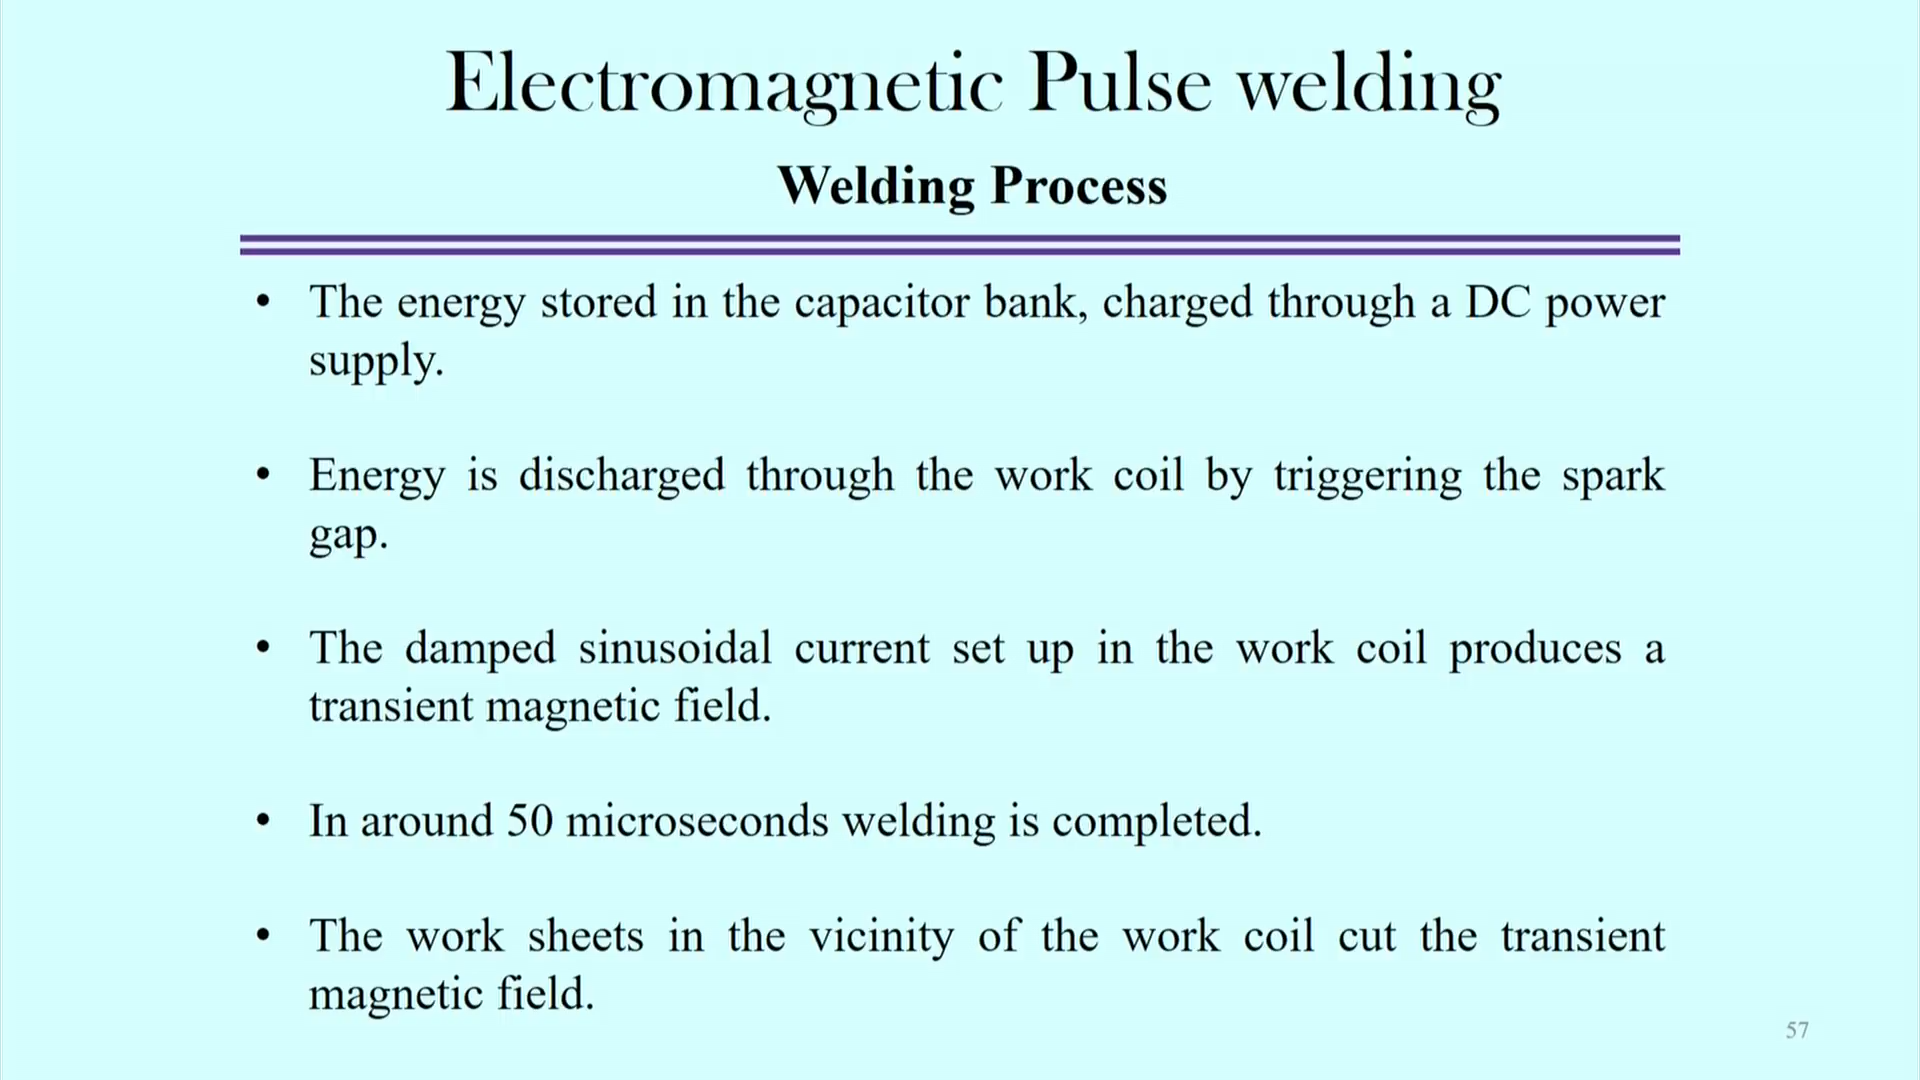 Electromagnetic Pulse welding
Welding Process
• The energy stored in the capacitor bank, charged through a DC power
supply.
• Energy is discharged through the work coil by triggering the spark
gap.
• The damped sinusoidal current set up in the work coil produces a
transient magnetic field.
• In around 50 microseconds welding is completed.
• The work sheets in the vicinity of the work coil cut the transient
magnetic field.
57